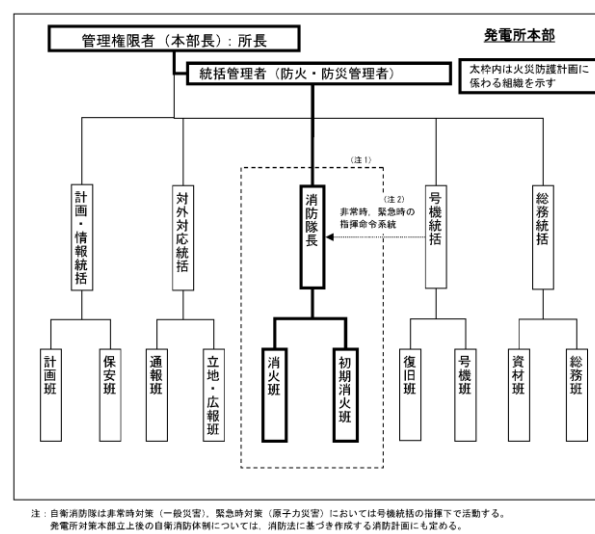 発電所本部
管理権限者（本部長）：所長
統括管理者（防火・防災管理者）
太枠内は火災防護計画に
係わる組織を示す
（注1）
計画・情報統括
対外対応統括
消防隊長
（注2）
非常時，緊急時の
指揮命令系統
号機統括
総務統括
計画班
保安班
通報班
立地・広報班
消火班
初期消火班
復旧班
号機班
資材班
総務班
注：自衛消防隊は非常時対策（一般災害），緊急時対策（原子力災害）においては号機統括の指揮下で活動する。
発電所対策本部立上後の自衛消防体制については，消防法に基づき作成する消防計画にも定める。